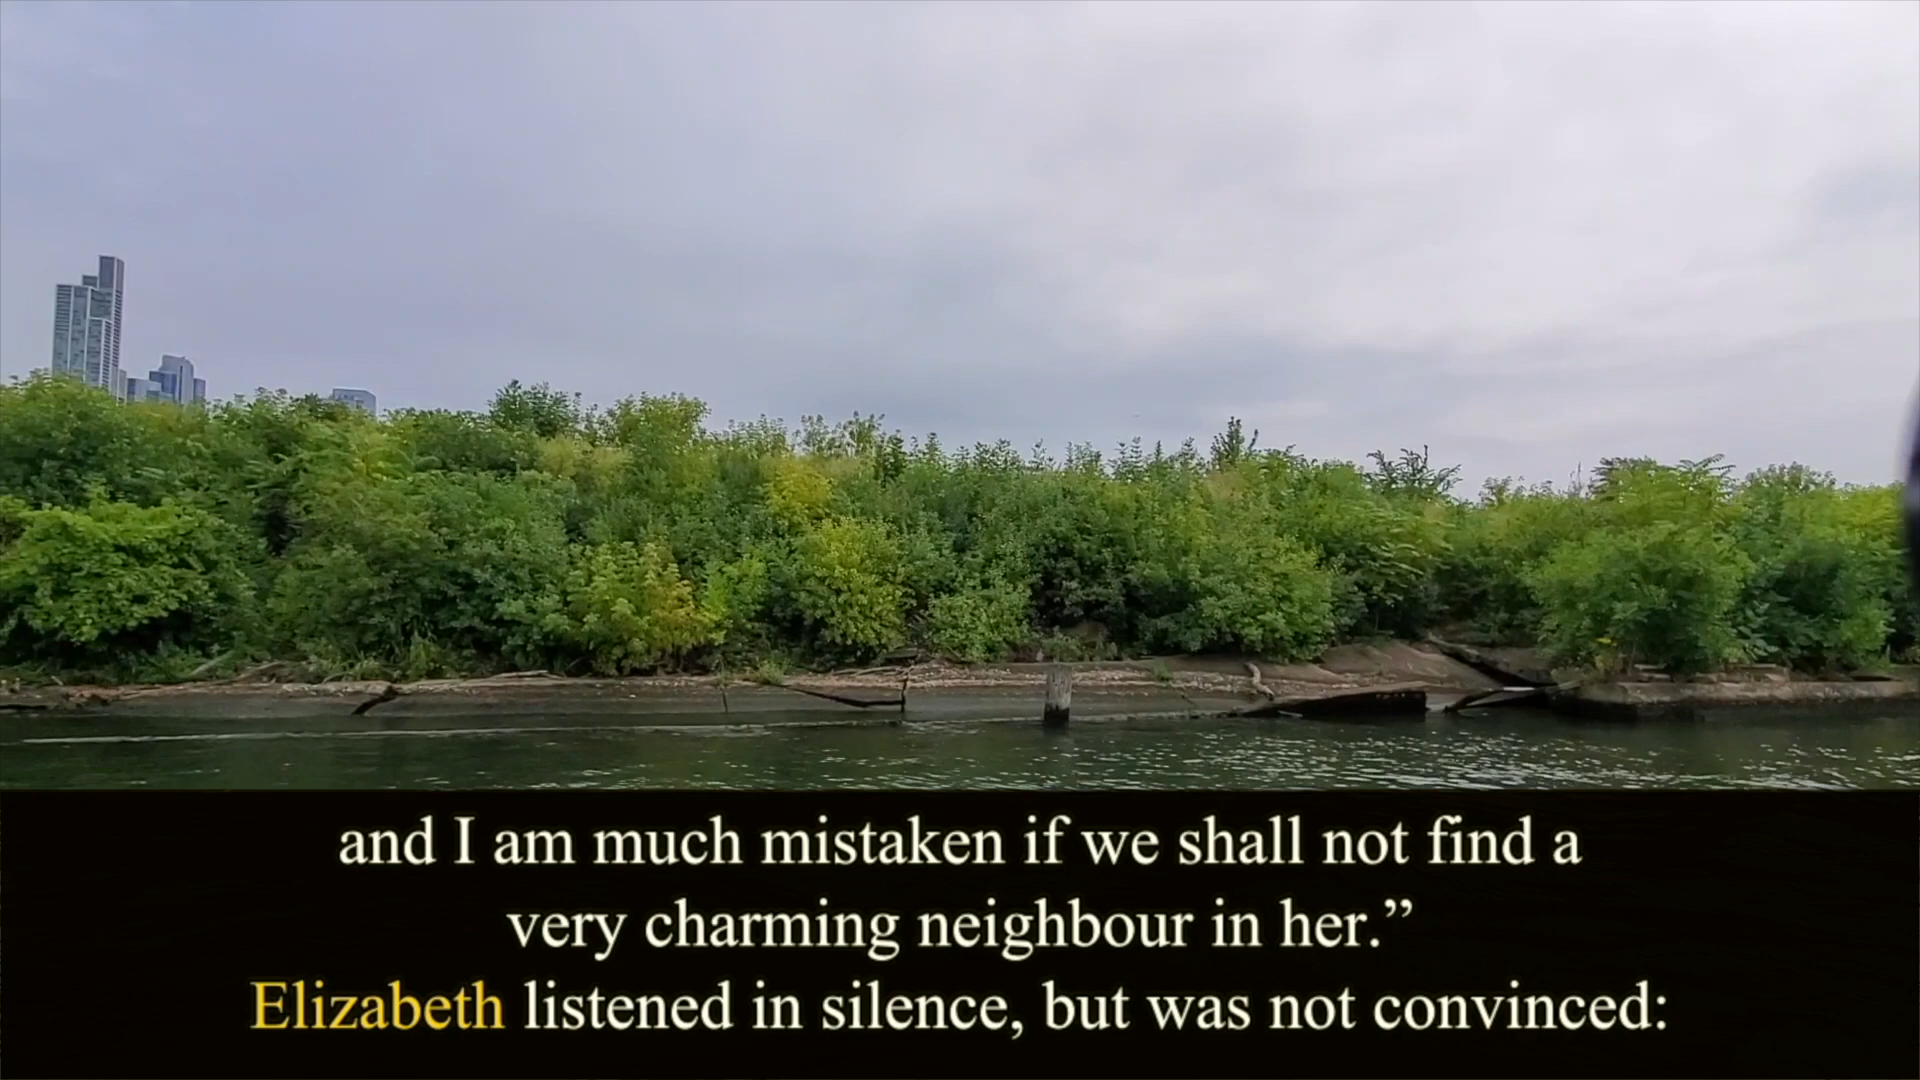 and I am much mistaken if we shall not find a
very charming neighbour in her.”
Elizabeth listened in silence, but was not convinced: